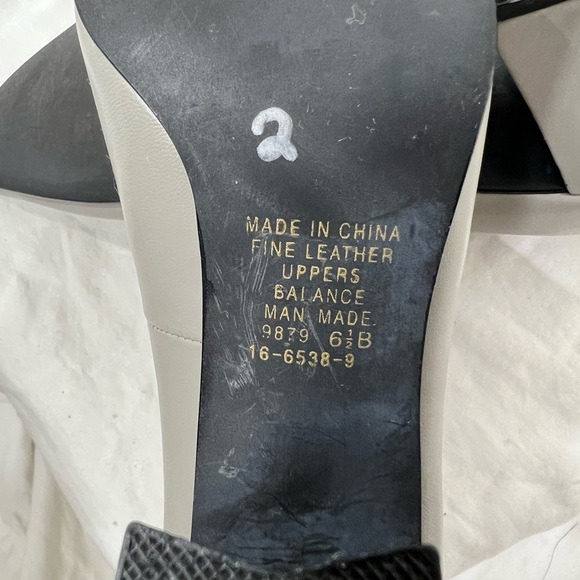 2
MADE IN CHINA
FINE LEATHER
UPPERS
BALANCE
MAN MADE
9879 6½B
16-6538-9